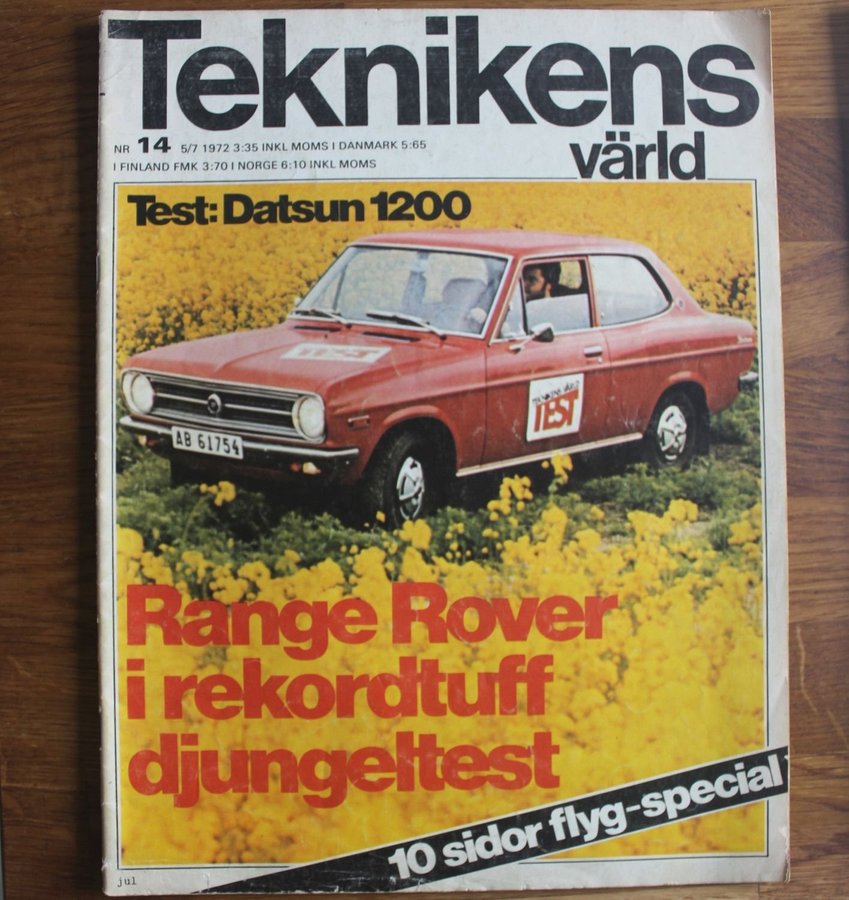 Teknikens
värld
NR 14 5/7 1972 3:35 INKL MOMS I DANMARK 5:65
I FINLAND FMK 3:70 I NORGE 6:10 INKL MOMS
Test: Datsun 1200
TEST
TEKNIKENS VÄRLD
TEST
AB 61754
Range Rover
i rekordtuff
djungeltest
10 sidor flyg-special
jul